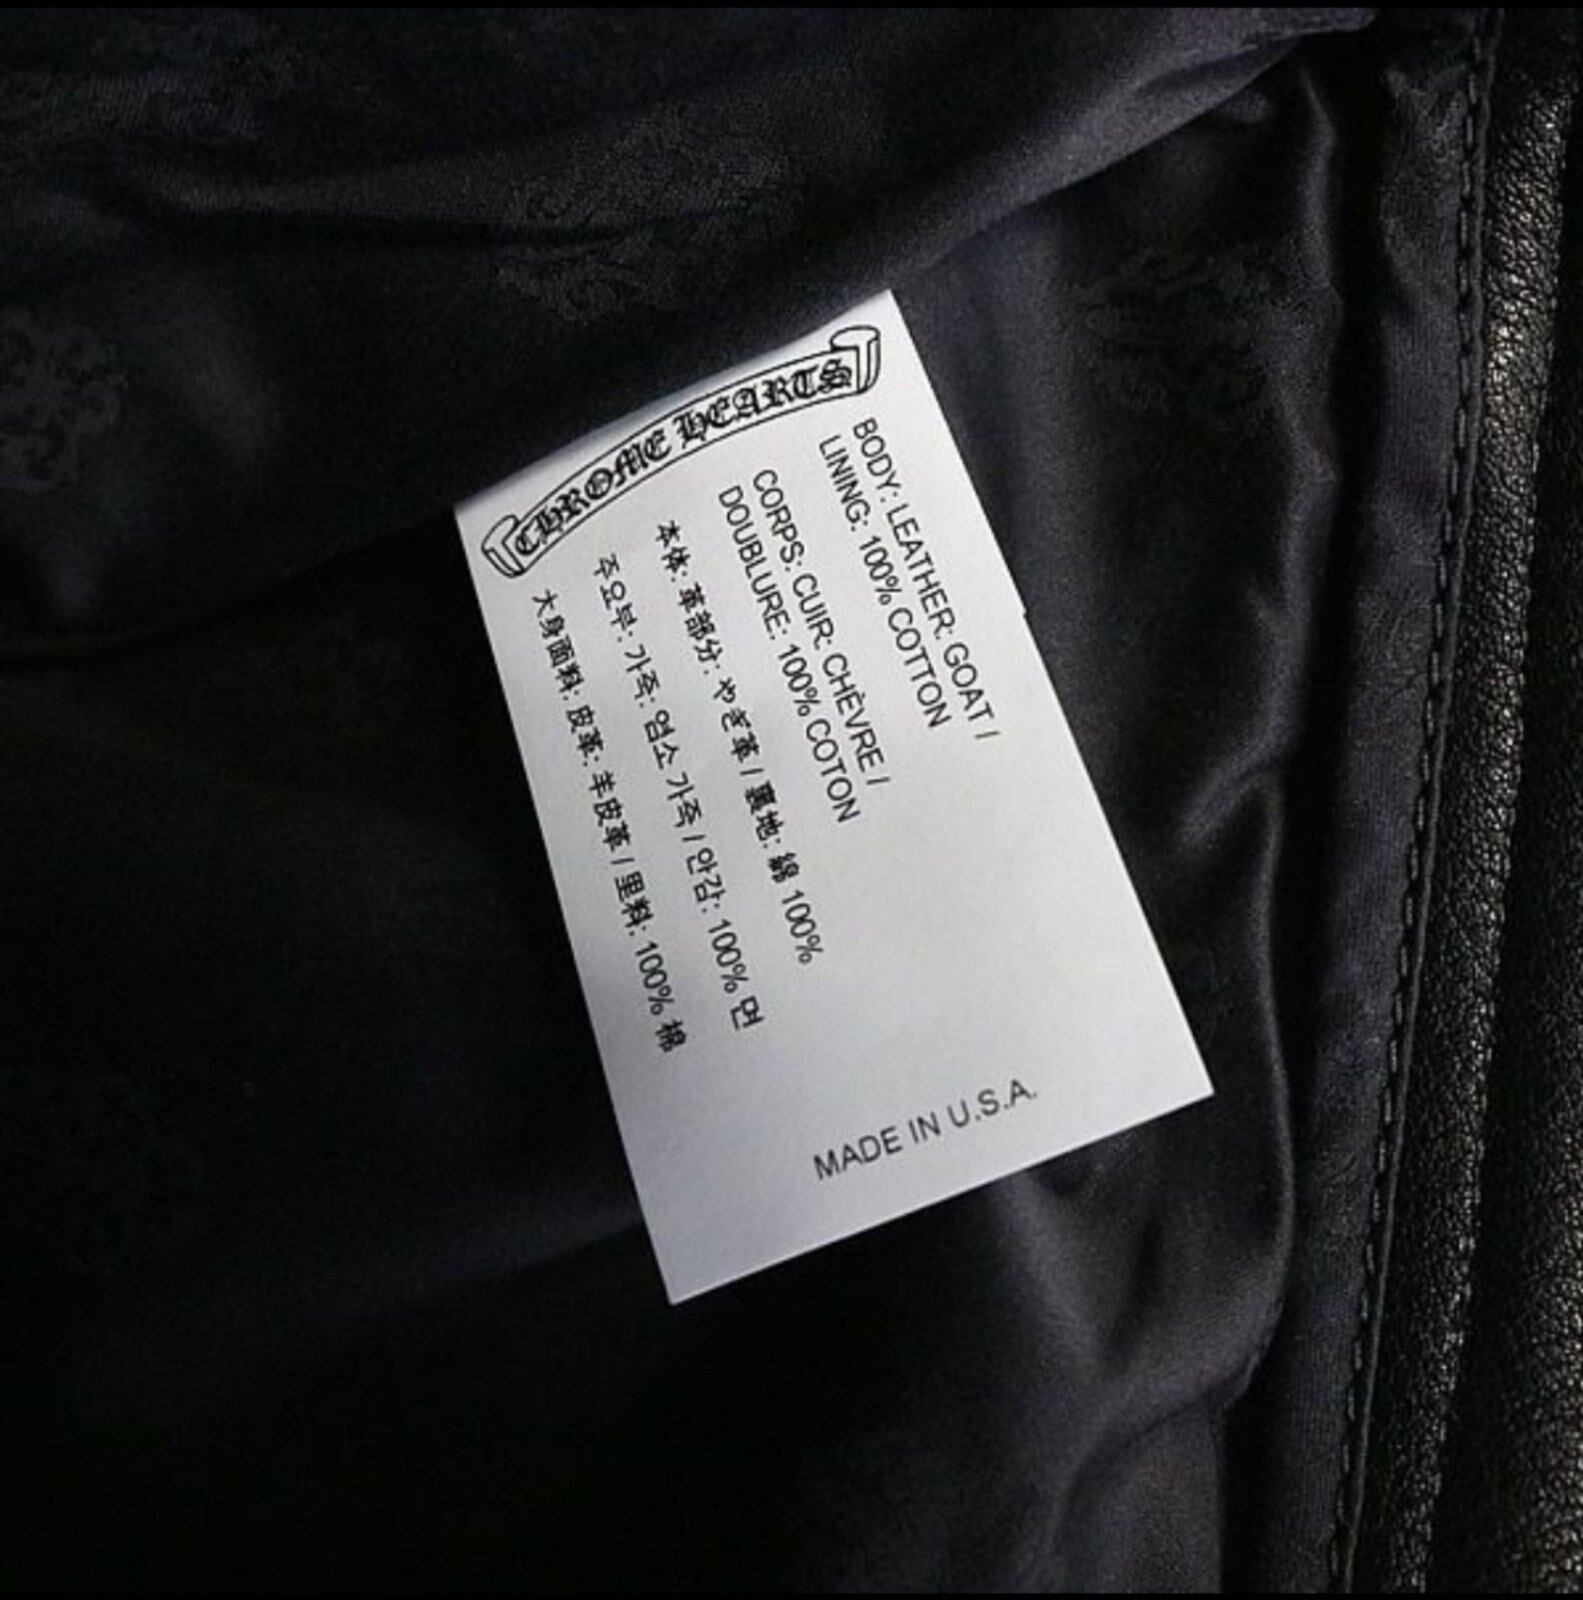 CHROME HEARTS
BODY: LEATHER: GOAT /
LINING: 100% COTTON
CORPS: CUIR: CHÈVRE /
DOUBLURE: 100% COTON
本体: 革部分: やぎ革 / 裏地: 綿 100%
주요부: 가죽: 염소 가죽 / 안감: 100% 면
大身面料: 皮革: 羊皮革 / 里料: 100% 棉
MADE IN U.S.A.